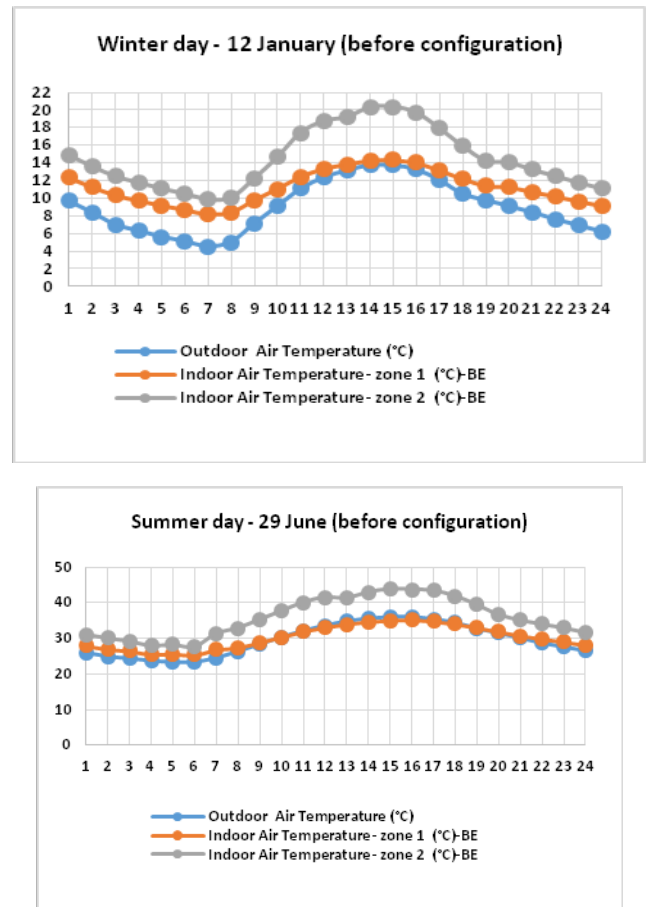 Winter day - 12 January (before configuration)
22
20
18
16
14
12
10
8
6
4
2
0
1 2 3 4 5 6 7 8 9 10 11 12 13 14 15 16 17 18 19 20 21 22 23 24
Outdoor Air Temperature (°C)
Indoor Air Temperature- zone 1 (°C)-BE
Indoor Air Temperature- zone 2 (°C)-BE
Summer day - 29 June (before configuration)
50
40
30
20
10
0
1 2 3 4 5 6 7 8 9 10 11 12 13 14 15 16 17 18 19 20 21 22 23 24
Outdoor Air Temperature (°C)
Indoor Air Temperature- zone 1 (°C)-BE
Indoor Air Temperature- zone 2 (°C)-BE